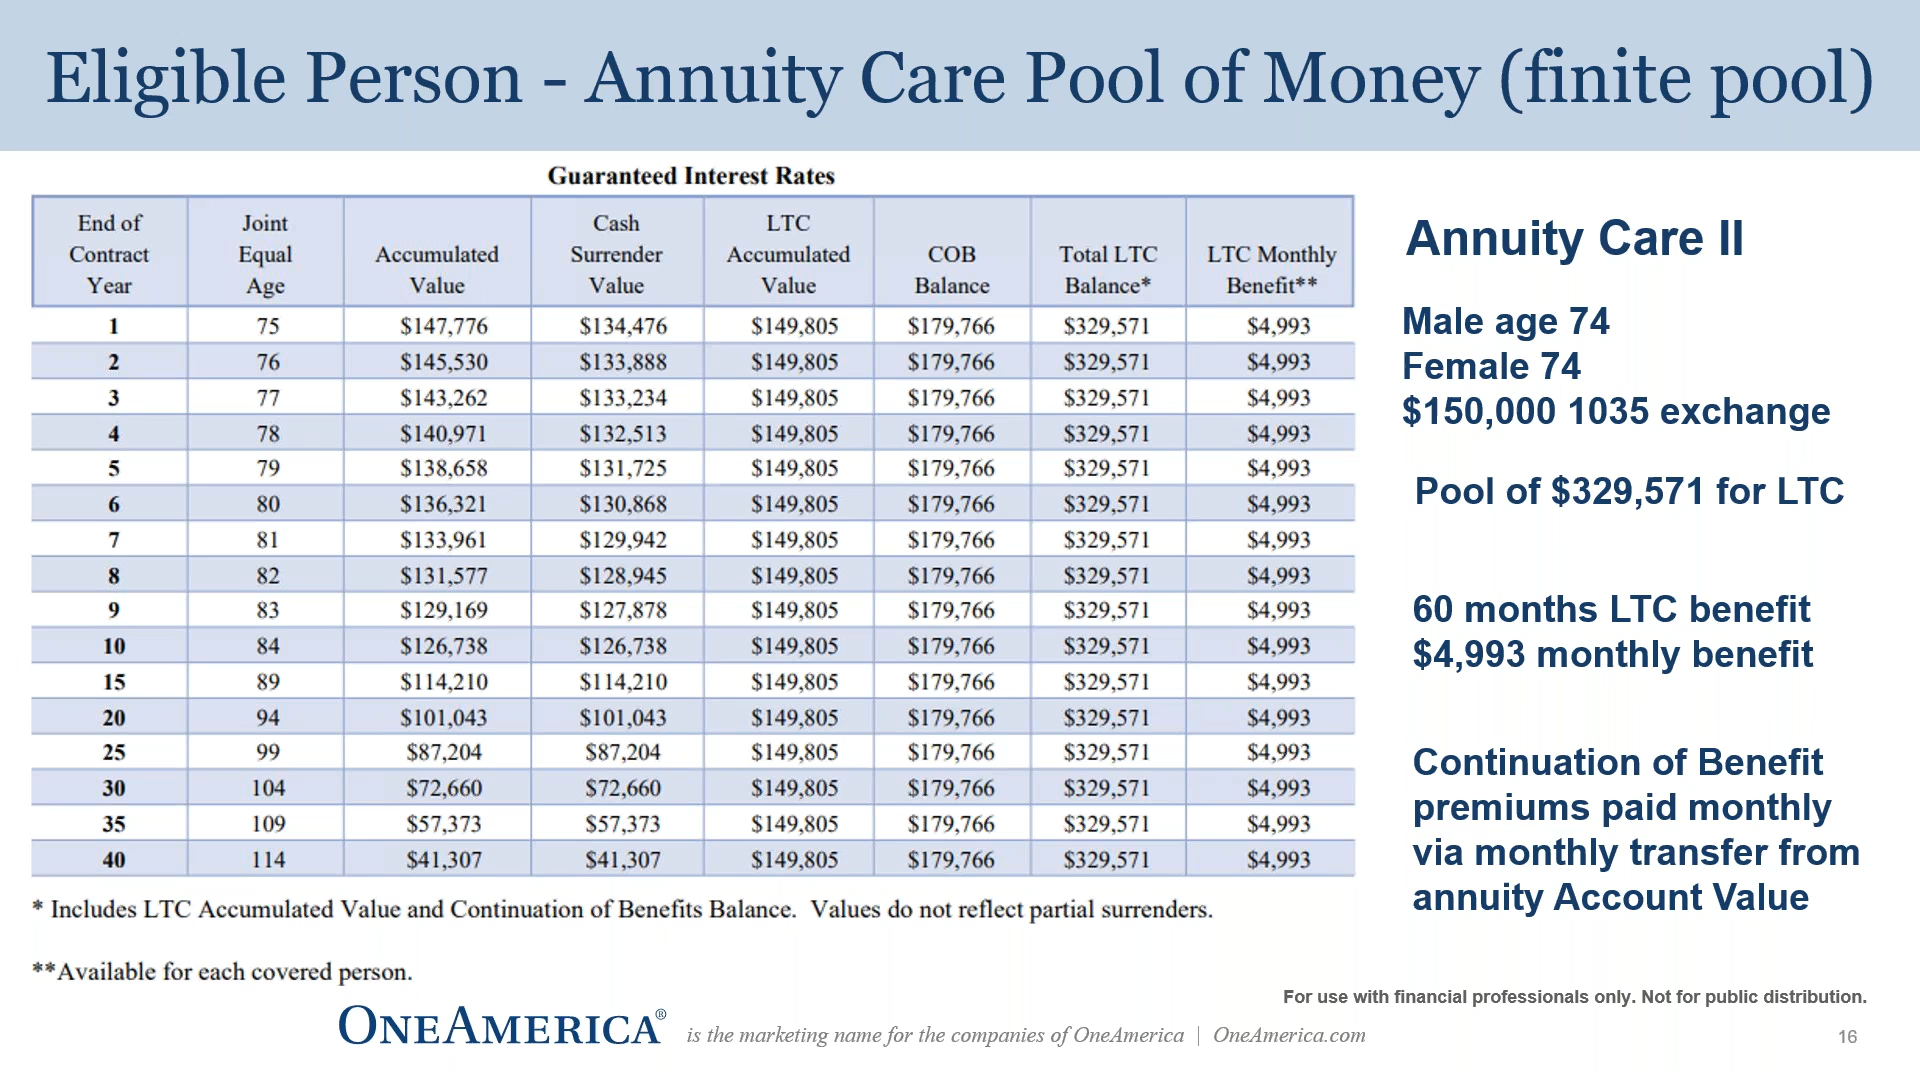 Eligible Person - Annuity Care Pool of Money (finite pool)
Guaranteed Interest Rates
End of Contract Year | Joint Equal Age | Accumulated Value | Cash Surrender Value | LTC Accumulated Value | COB Balance | Total LTC Balance* | LTC Monthly Benefit**
1 75 $147,776 $134,476 $149,805 $179,766 $329,571 $4,993
2 76 $145,530 $133,888 $149,805 $179,766 $329,571 $4,993
3 77 $143,262 $133,234 $149,805 $179,766 $329,571 $4,993
4 78 $140,971 $132,513 $149,805 $179,766 $329,571 $4,993
5 79 $138,658 $131,725 $149,805 $179,766 $329,571 $4,993
6 80 $136,321 $130,868 $149,805 $179,766 $329,571 $4,993
7 81 $133,961 $129,942 $149,805 $179,766 $329,571 $4,993
8 82 $131,577 $128,945 $149,805 $179,766 $329,571 $4,993
9 83 $129,169 $127,878 $149,805 $179,766 $329,571 $4,993
10 84 $126,738 $126,738 $149,805 $179,766 $329,571 $4,993
15 89 $114,210 $114,210 $149,805 $179,766 $329,571 $4,993
20 94 $101,043 $101,043 $149,805 $179,766 $329,571 $4,993
25 99 $87,204 $87,204 $149,805 $179,766 $329,571 $4,993
30 104 $72,660 $72,660 $149,805 $179,766 $329,571 $4,993
35 109 $57,373 $57,373 $149,805 $179,766 $329,571 $4,993
40 114 $41,307 $41,307 $149,805 $179,766 $329,571 $4,993
* Includes LTC Accumulated Value and Continuation of Benefits Balance. Values do not reflect partial surrenders.
**Available for each covered person.
Annuity Care II
Male age 74
Female 74
$150,000 1035 exchange
Pool of $329,571 for LTC
60 months LTC benefit
$4,993 monthly benefit
Continuation of Benefit
premiums paid monthly
via monthly transfer from
annuity Account Value
For use with financial professionals only. Not for public distribution.
ONEAMERICA® is the marketing name for the companies of OneAmerica | OneAmerica.com
16